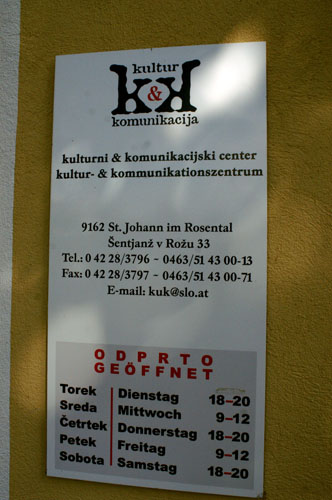 kultur
k&k
komunikacija
kulturni & komunikacijski center
kultur- & kommunikationszentrum
9162 St. Johann im Rosental
Šentjanž v Rožu 33
Tel.: 0 42 28/3796 - 0463/51 43 00-13
Fax: 0 42 28/3797 - 0463/51 43 00-71
E-mail: kuk@slo.at
ODPRTO
GEÖFFNET
Torek Dienstag 18–20
Sreda Mittwoch 9–12
Četrtek Donnerstag 18–20
Petek Freitag 9–12
Sobota Samstag 18–20